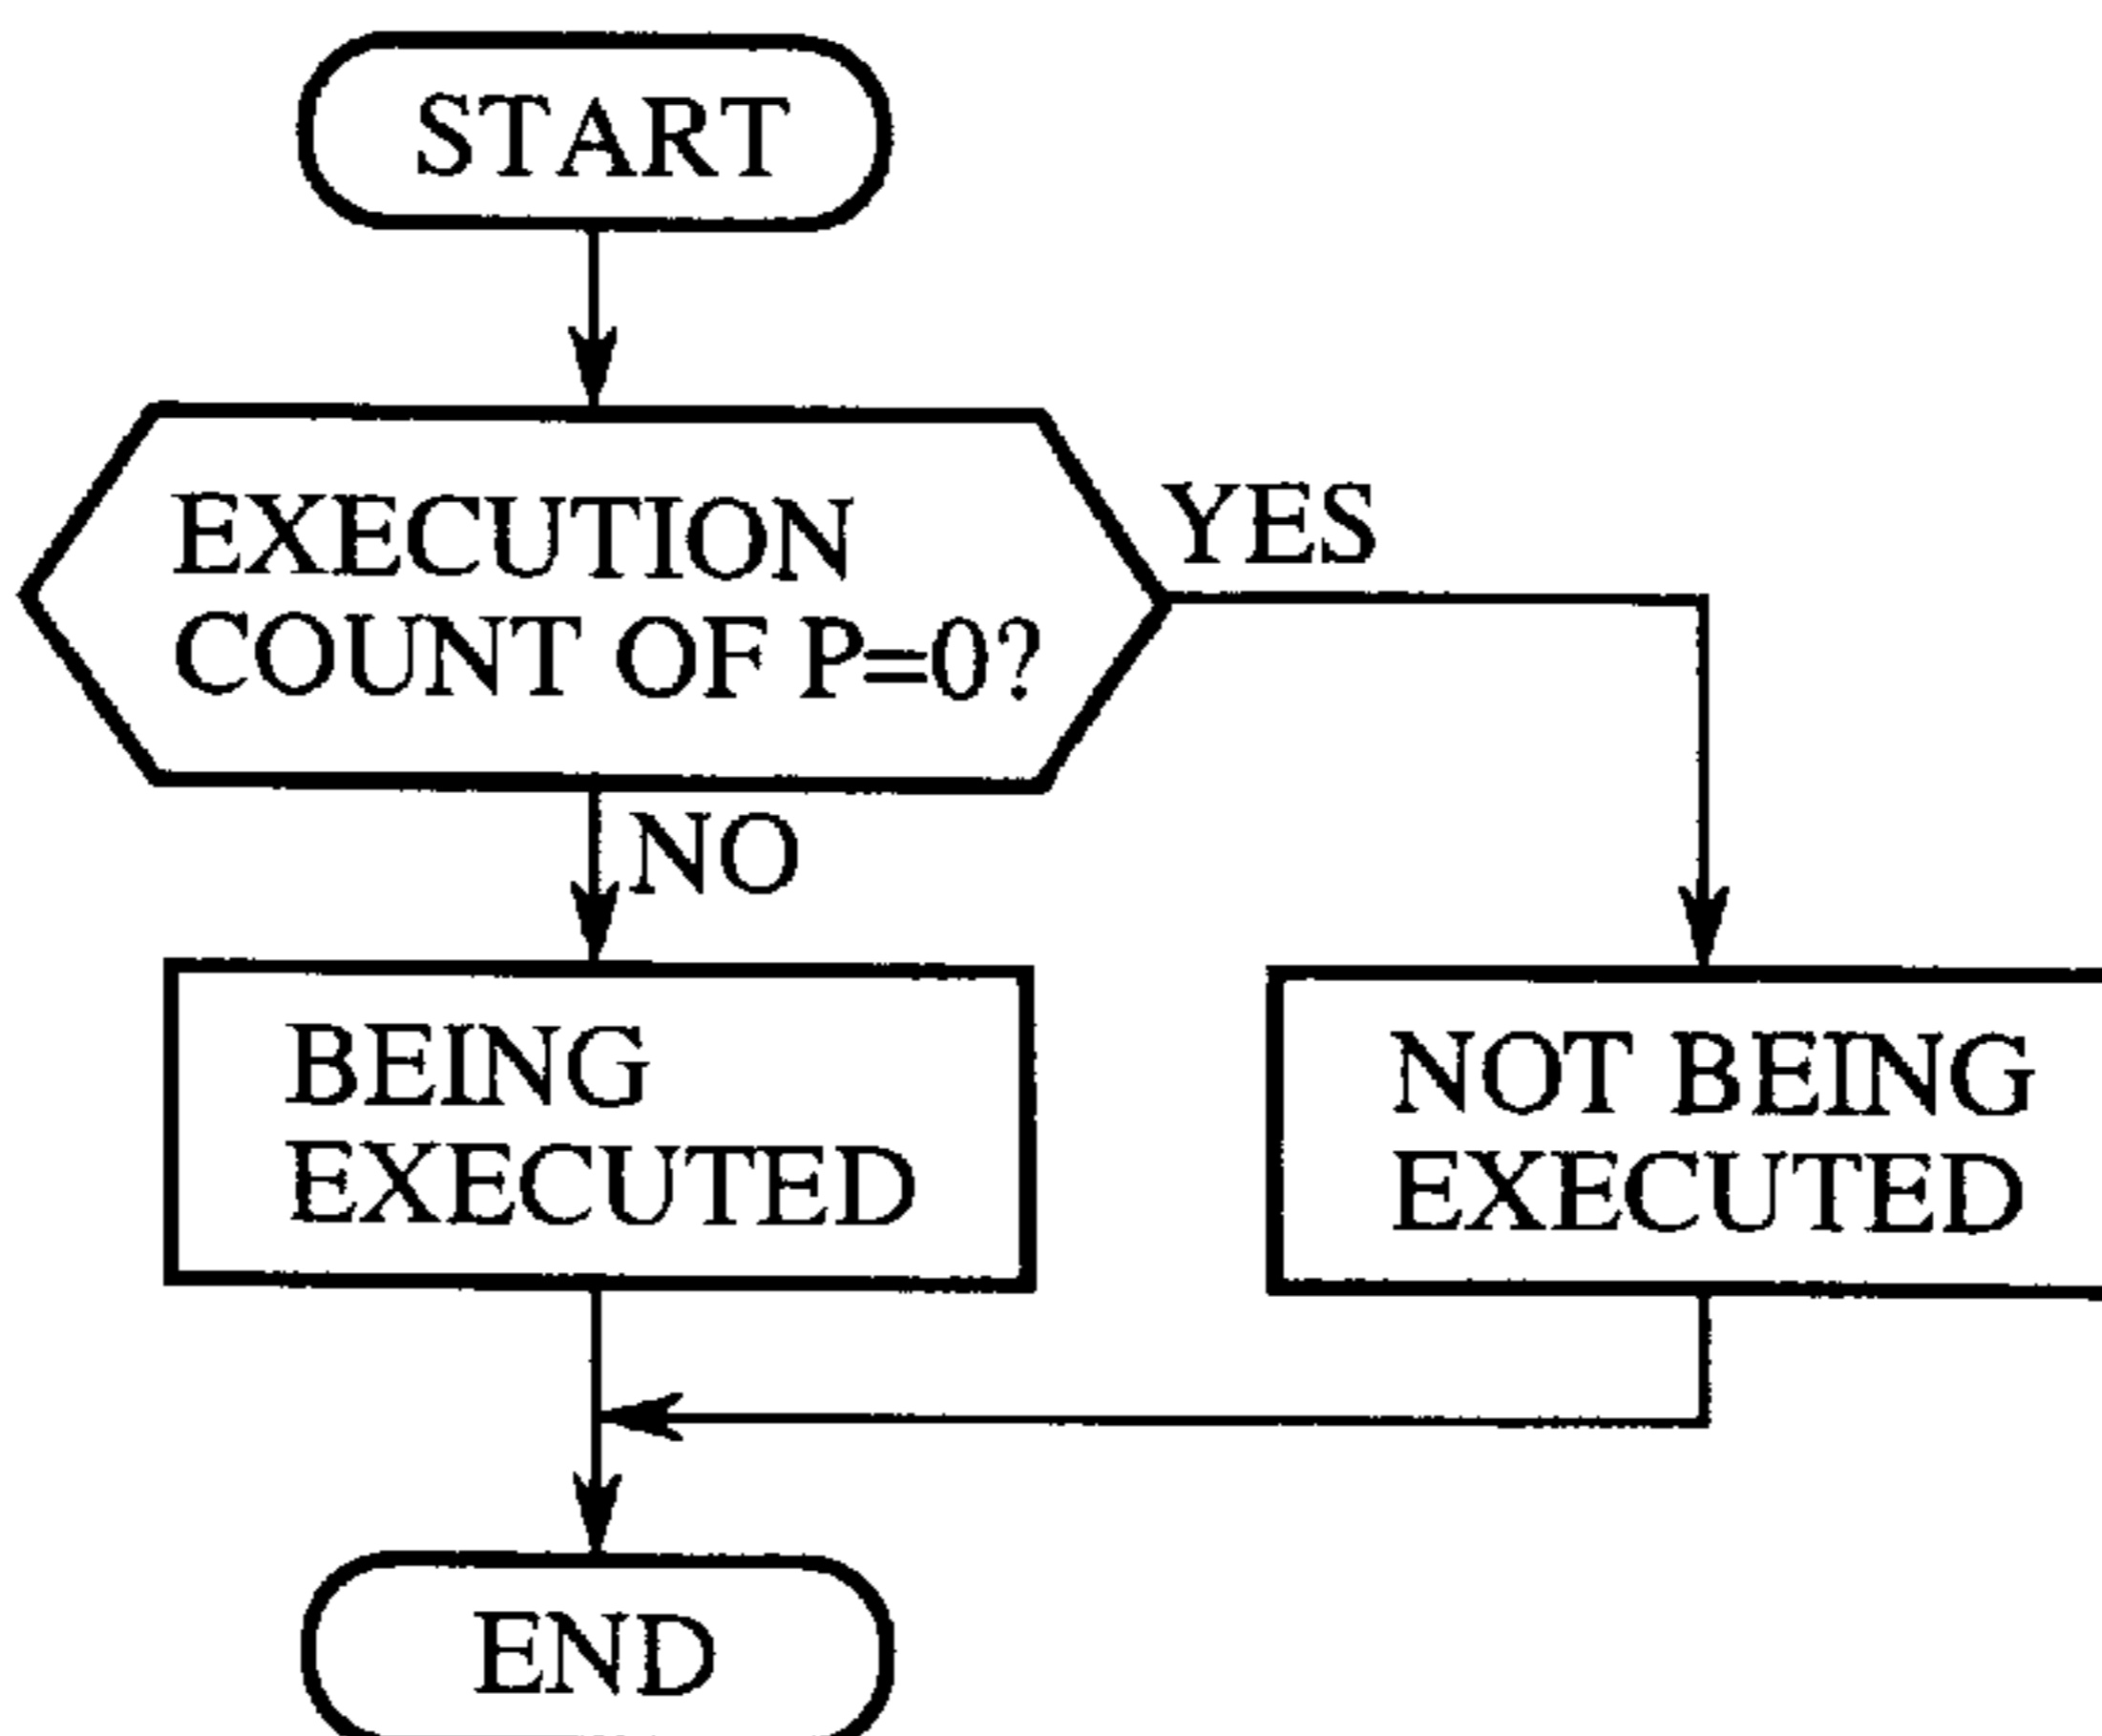 START
EXECUTION
COUNT OF P=0?
YES
NO
BEING
EXECUTED
NOT BEING
EXECUTED
END